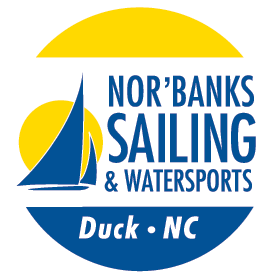 NOR’BANKS
SAILING
& WATERSPORTS
Duck • NC